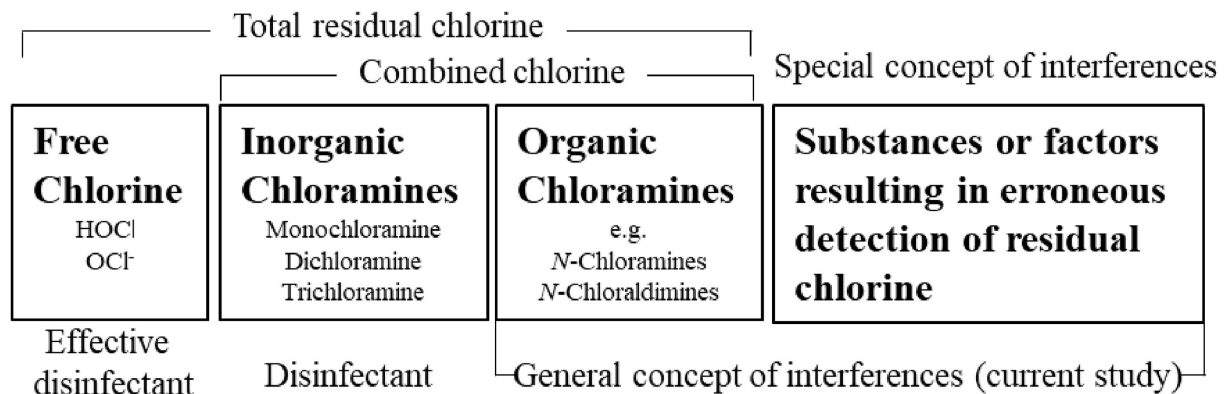 Total residual chlorine
Combined chlorine
Special concept of interferences
Free
Chlorine
HOCl
OCl-
Inorganic
Chloramines
Monochloramine
Dichloramine
Trichloramine
Organic
Chloramines
e.g.
N-Chloramines
N-Chloraldimines
Substances or factors
resulting in erroneous
detection of residual
chlorine
Effective
disinfectant
Disinfectant
General concept of interferences (current study)